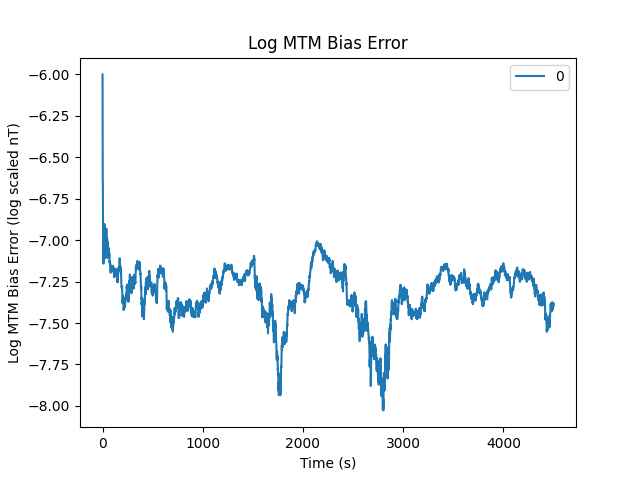 Log MTM Bias Error
0
Log MTM Bias Error (log scaled nT)
−6.00
−6.25
−6.50
−6.75
−7.00
−7.25
−7.50
−7.75
−8.00
0 1000 2000 3000 4000
Time (s)